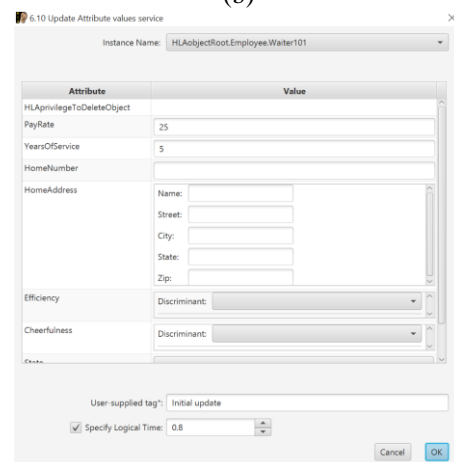 (b)
6.10 Update Attribute values service
Instance Name: HLAobjectRoot.Employee.Waiter101
Attribute Value
HLAprivilegeToDeleteObject
PayRate 25
YearsOfService 5
HomeNumber
HomeAddress Name:
Street:
City:
State:
Zip:
Efficiency Discriminant:
Cheerfulness Discriminant:
State
User-supplied tag*: Initial update
Specify Logical Time: 0.8
Cancel OK